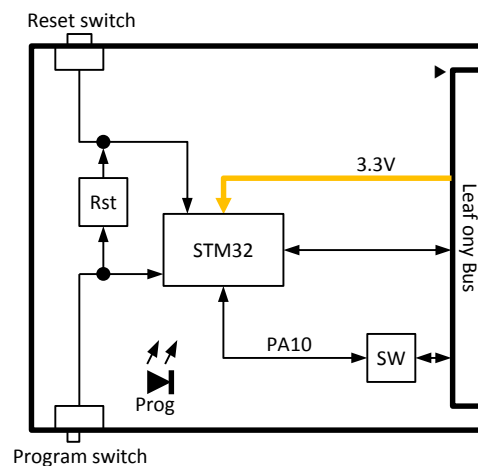 Reset switch
3.3V
Rst
STM32
Leaf ony Bus
PA10
SW
Prog
Program switch